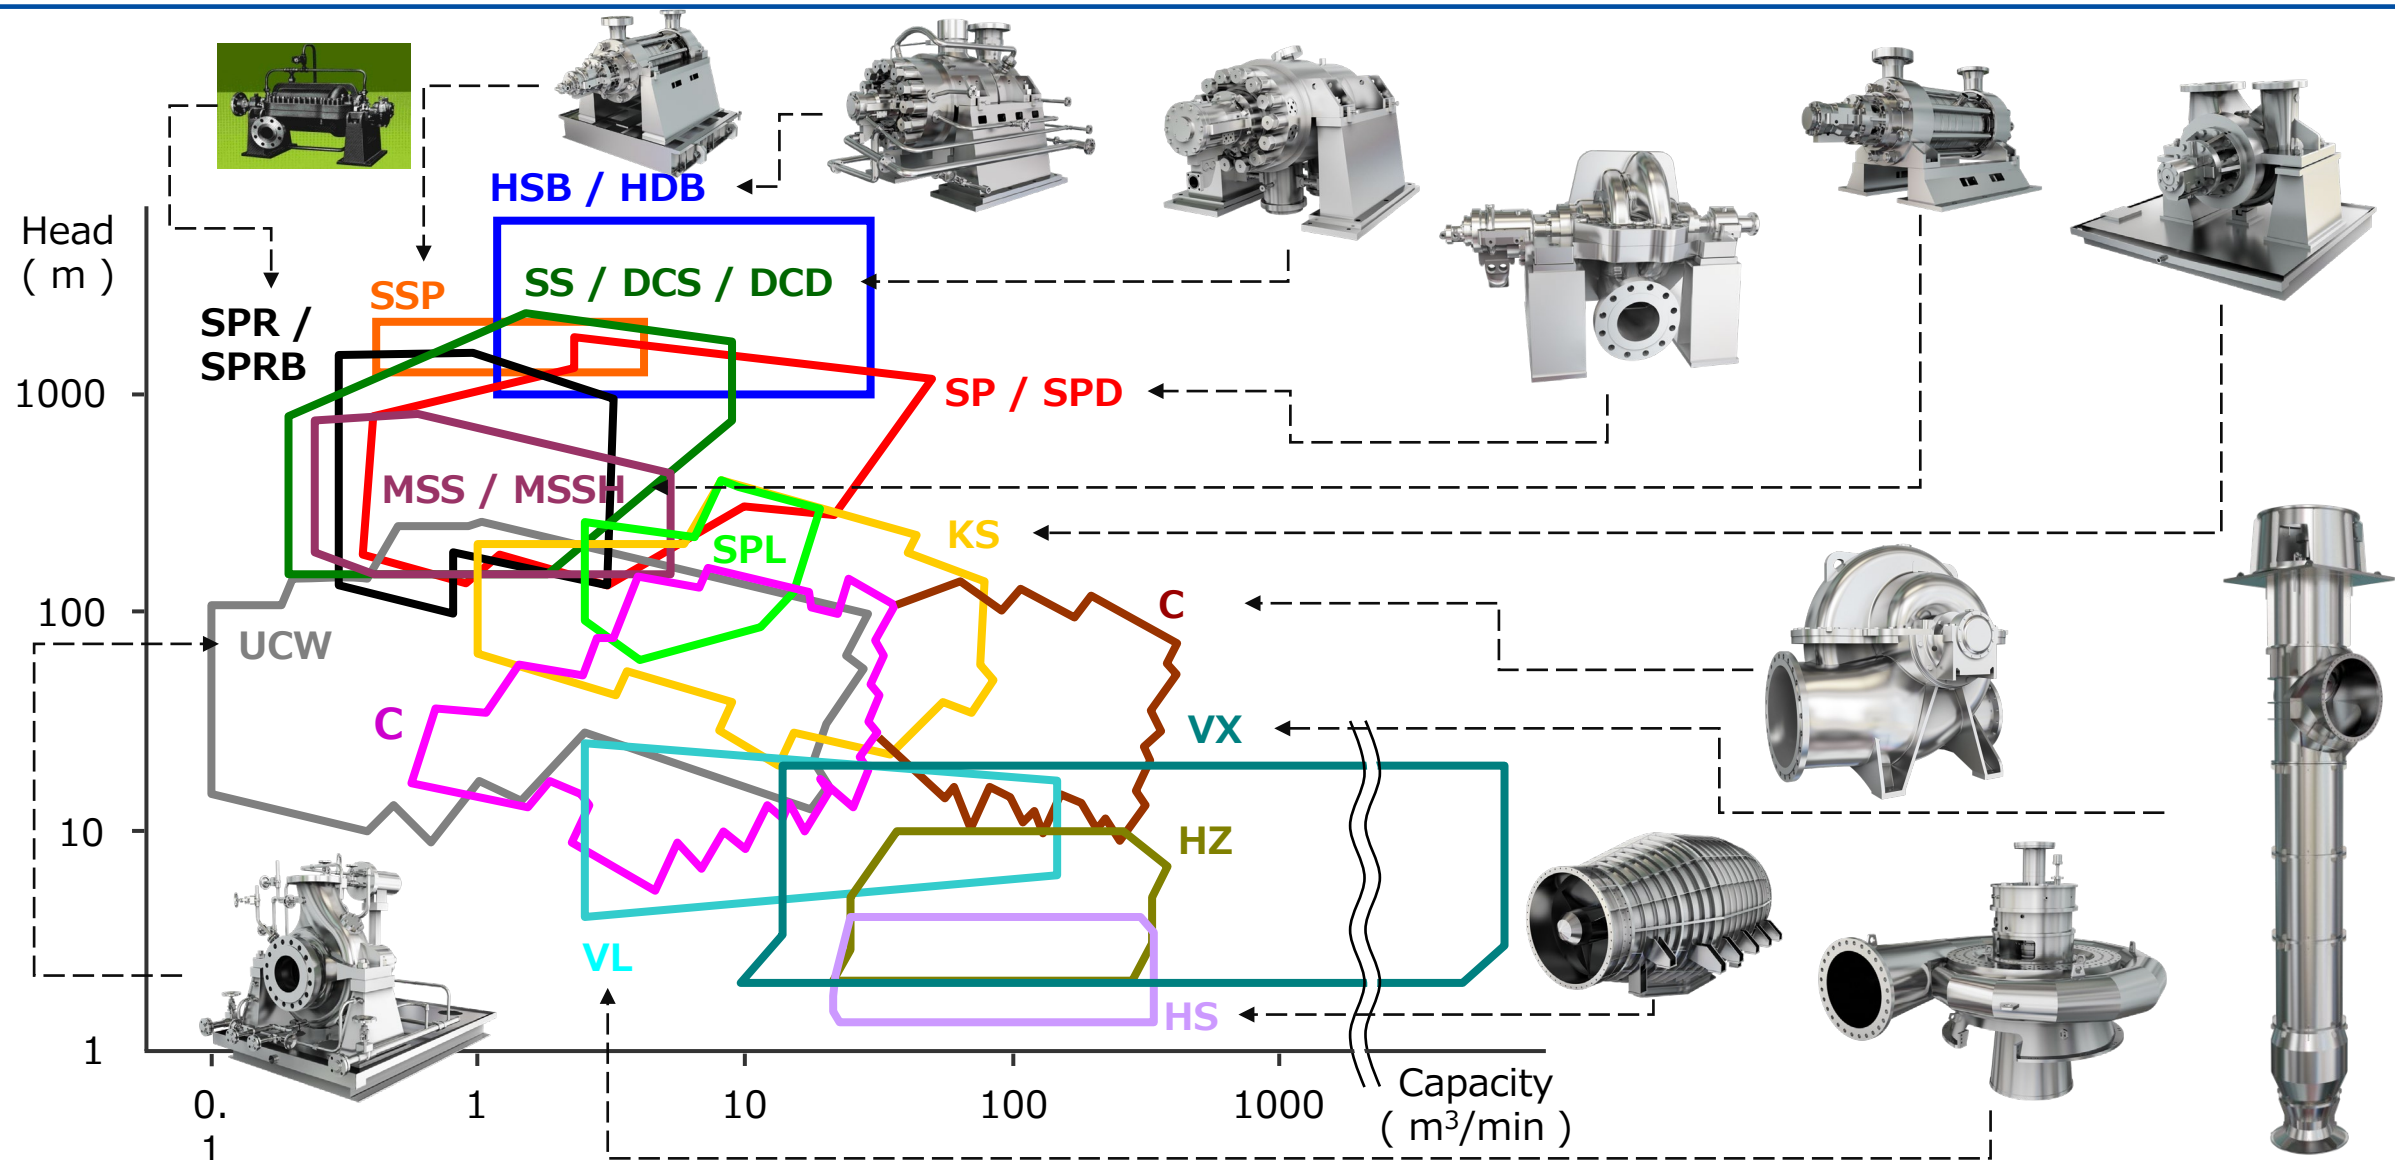 HSB / HDB
Head
( m )
SS / DCS / DCD
SSP
SPR /
SPRB
1000
SP / SPD
MSS / MSSH
KS
SPL
C
100
UCW
C
VX
10
HZ
VL
HS
1
Capacity
( m³/min )
0.
1
1
10
100
1000